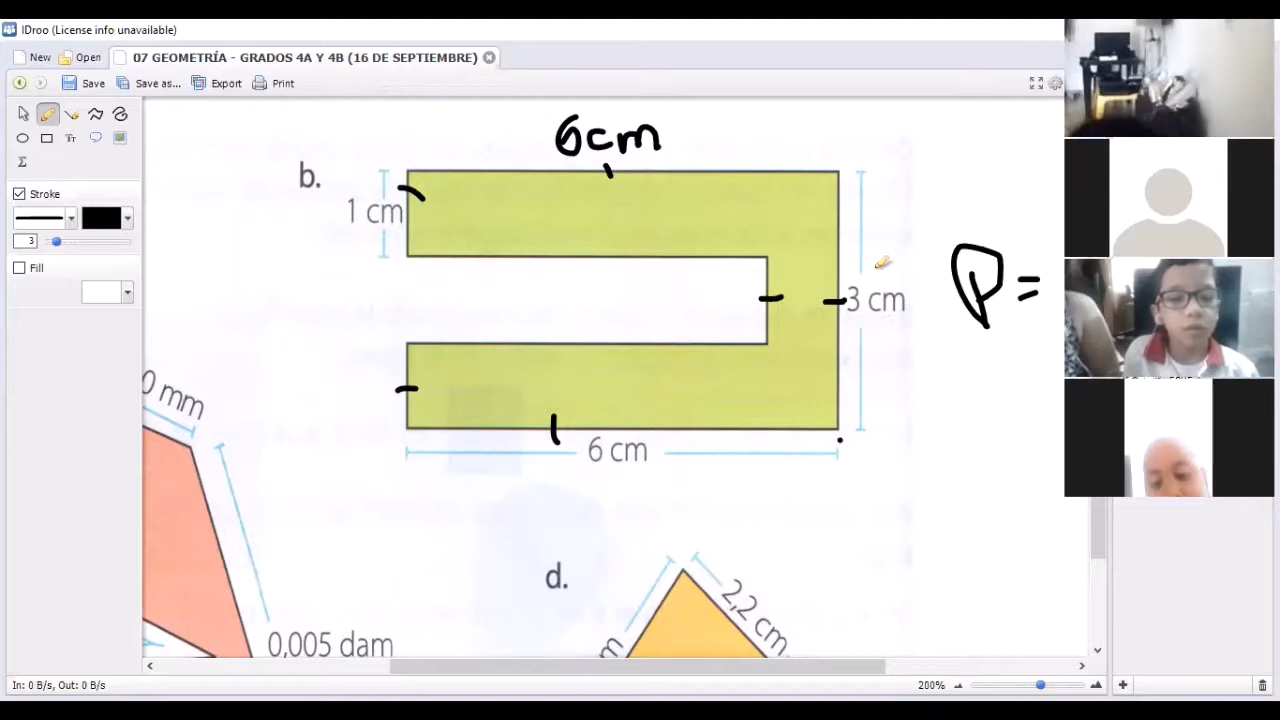 IDroo (License info unavailable)
New Open 07 GEOMETRÍA - GRADOS 4A Y 4B (16 DE SEPTIEMBRE)
Save Save as... Export Print
Tt
Σ
Stroke
3
Fill
6cm
b.
1 cm
3 cm
P=
6 cm
0 mm
d.
2,2 cm
0,005 dam
m
In: 0 B/s, Out: 0 B/s 200%